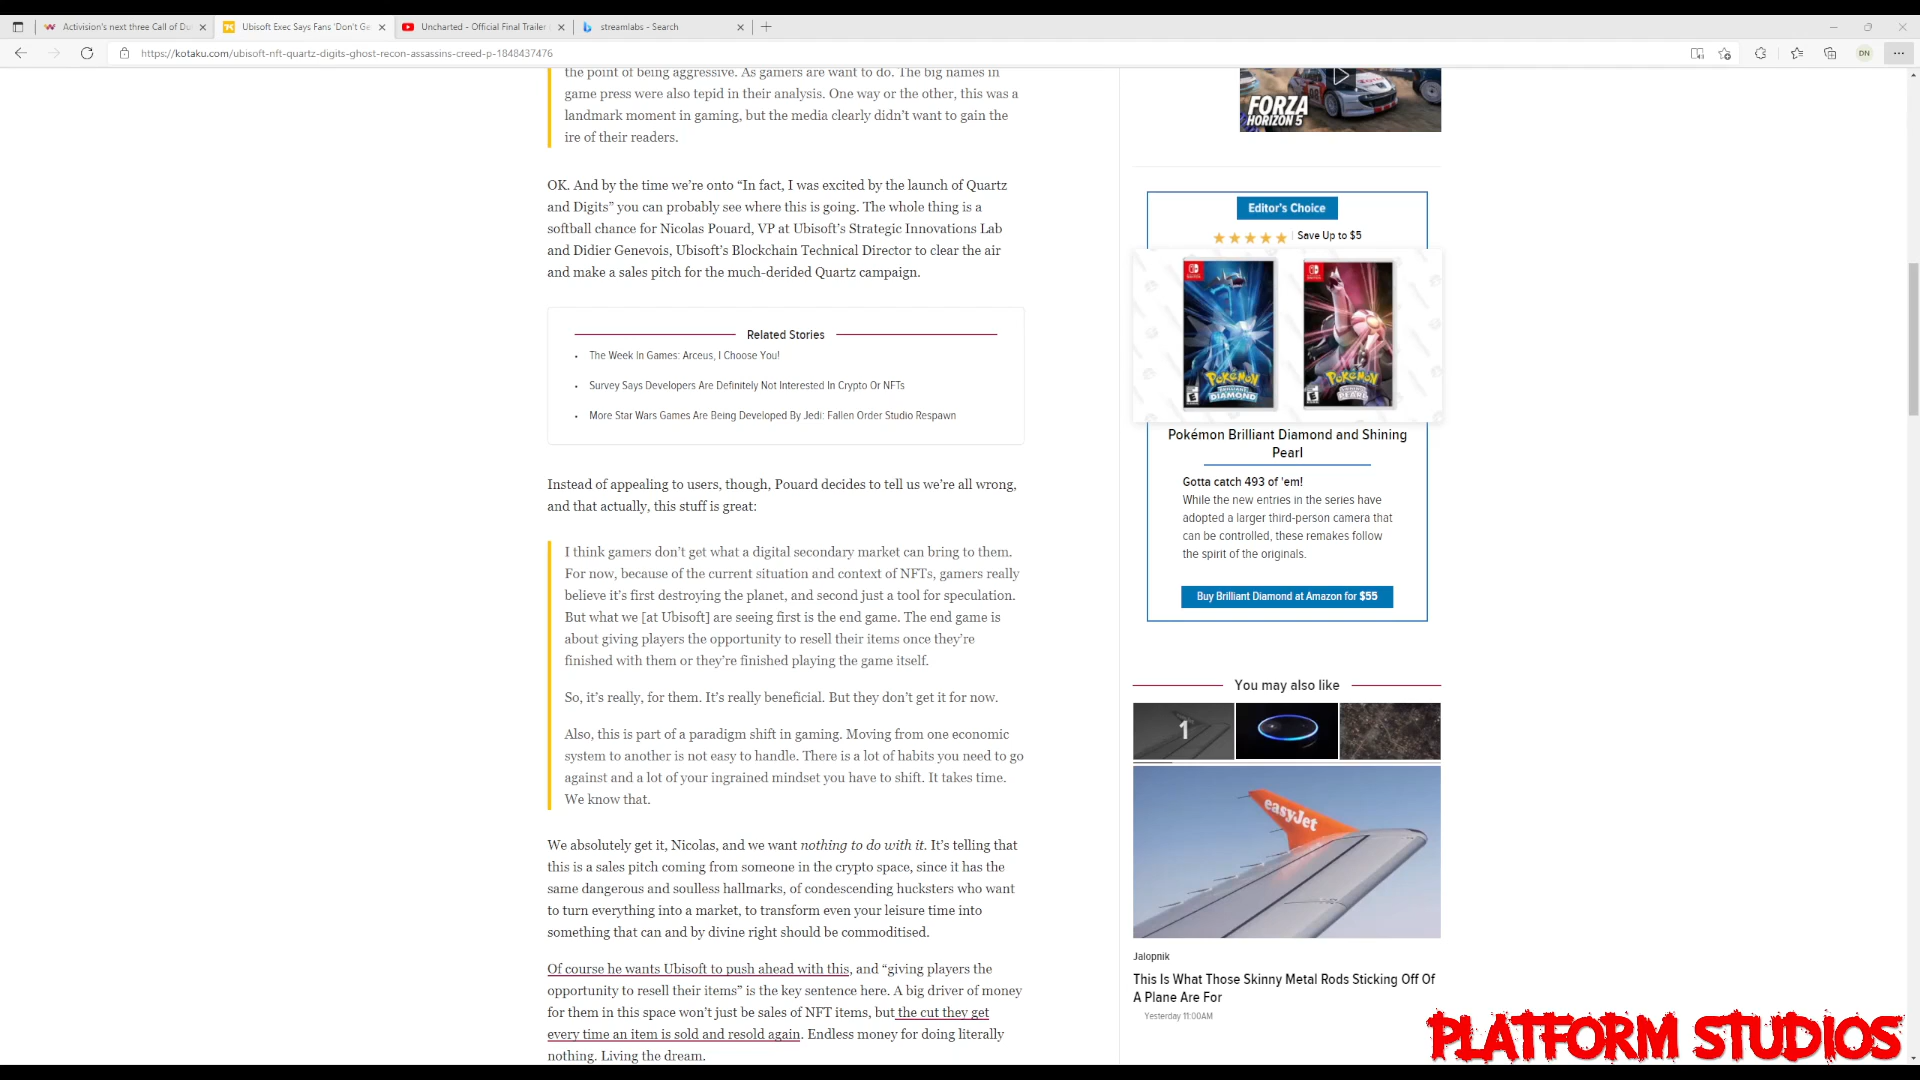 Activision's next three Call of Du
Ubisoft Exec Says Fans 'Don't Ge
Uncharted - Official Final Trailer
streamlabs - Search
https://kotaku.com/ubisoft-nft-quartz-digits-ghost-recon-assassins-creed-p-1848437476
DN
the point of being aggressive. As gamers are want to do. The big names in
game press were also tepid in their analysis. One way or the other, this was a
landmark moment in gaming, but the media clearly didn't want to gain the
ire of their readers.
OK. And by the time we're onto “In fact, I was excited by the launch of Quartz
and Digits” you can probably see where this is going. The whole thing is a
softball chance for Nicolas Pouard, VP at Ubisoft's Strategic Innovations Lab
and Didier Genevois, Ubisoft's Blockchain Technical Director to clear the air
and make a sales pitch for the much-derided Quartz campaign.
Related Stories
• The Week In Games: Arceus, I Choose You!
• Survey Says Developers Are Definitely Not Interested In Crypto Or NFTs
• More Star Wars Games Are Being Developed By Jedi: Fallen Order Studio Respawn
Instead of appealing to users, though, Pouard decides to tell us we're all wrong,
and that actually, this stuff is great:
I think gamers don't get what a digital secondary market can bring to them.
For now, because of the current situation and context of NFTs, gamers really
believe it's first destroying the planet, and second just a tool for speculation.
But what we [at Ubisoft] are seeing first is the end game. The end game is
about giving players the opportunity to resell their items once they're
finished with them or they're finished playing the game itself.
So, it's really, for them. It's really beneficial. But they don't get it for now.
Also, this is part of a paradigm shift in gaming. Moving from one economic
system to another is not easy to handle. There is a lot of habits you need to go
against and a lot of your ingrained mindset you have to shift. It takes time.
We know that.
We absolutely get it, Nicolas, and we want nothing to do with it. It's telling that
this is a sales pitch coming from someone in the crypto space, since it has the
same dangerous and soulless hallmarks, of condescending hucksters who want
to turn everything into a market, to transform even your leisure time into
something that can and by divine right should be commoditised.
Of course he wants Ubisoft to push ahead with this, and “giving players the
opportunity to resell their items” is the key sentence here. A big driver of money
for them in this space won't just be sales of NFT items, but the cut they get
every time an item is sold and resold again. Endless money for doing literally
nothing. Living the dream.
FORZA
HORIZON 5
Editor's Choice
Save Up to $5
POKÉMON
BRILLIANT
DIAMOND
POKÉMON
SHINING
PEARL
Pokémon Brilliant Diamond and Shining
Pearl
Gotta catch 493 of 'em!
While the new entries in the series have
adopted a larger third-person camera that
can be controlled, these remakes follow
the spirit of the originals.
Buy Brilliant Diamond at Amazon for $55
You may also like
1
easyJet
Jalopnik
This Is What Those Skinny Metal Rods Sticking Off Of
A Plane Are For
Yesterday 11:00AM
PLATFORM STUDIOS